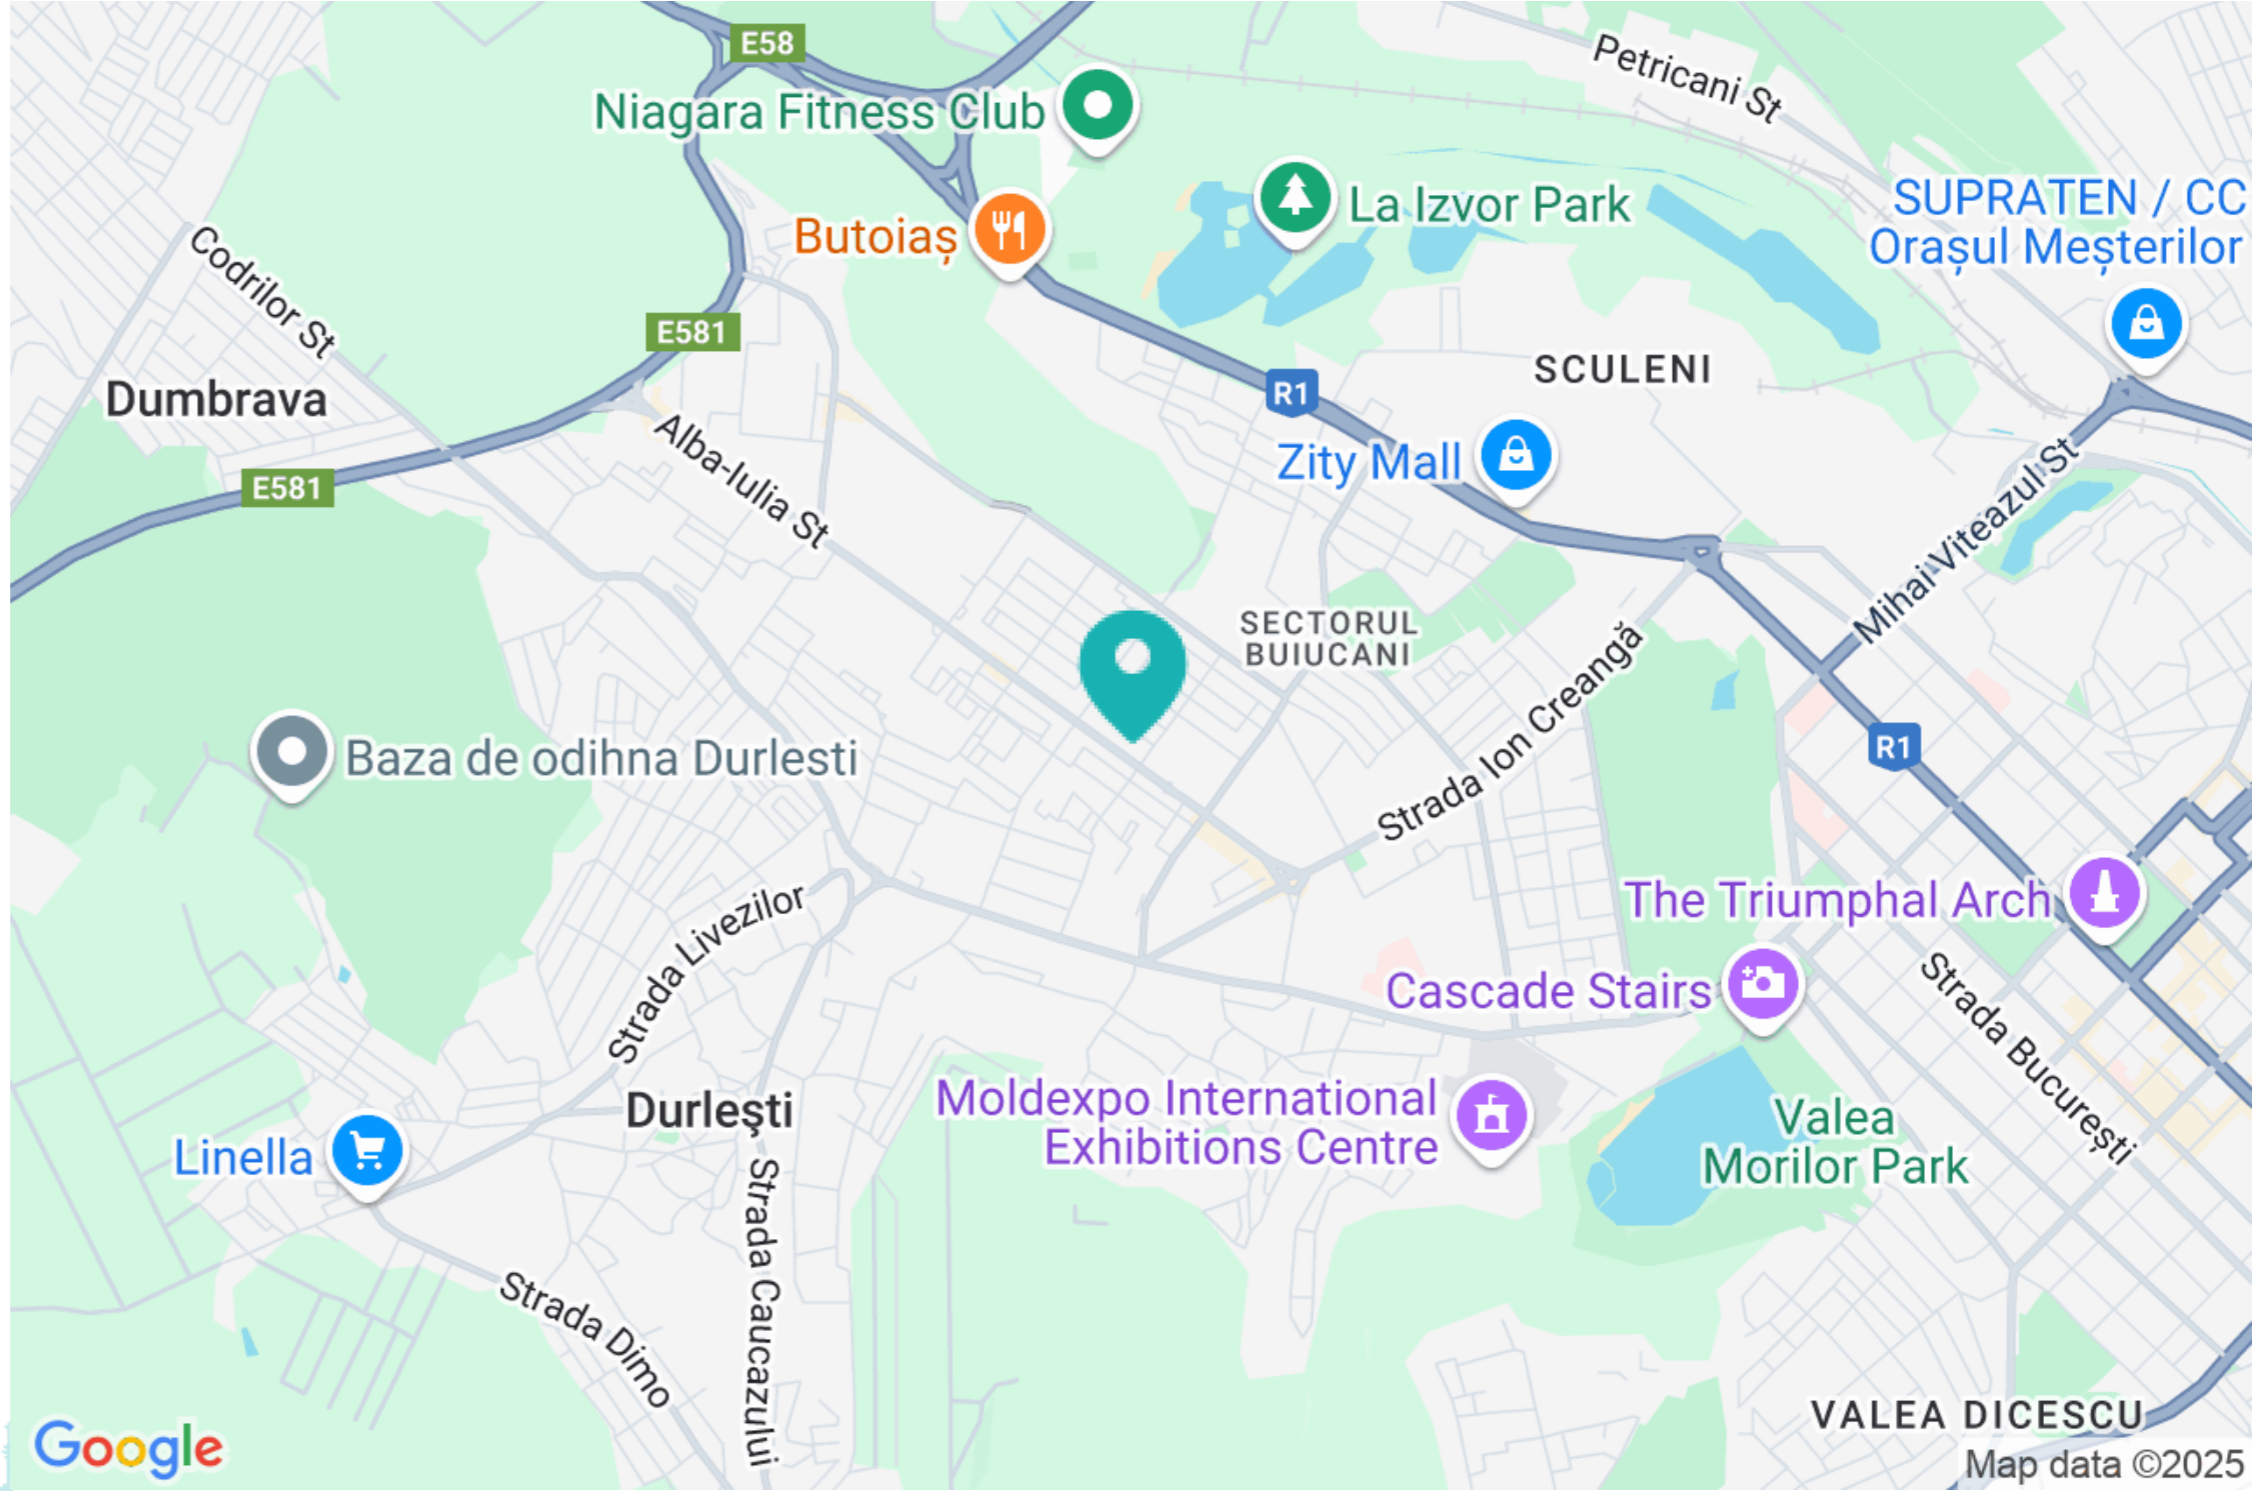 E58
Petricani St
Niagara Fitness Club
La Izvor Park
SUPRATEN / CC
Orașul Meșterilor
Butoiaș
Codrilor St
E581
SCULENI
R1
Dumbrava
Alba-Iulia St
Zity Mall
E581
Mihai Viteazul St
SECTORUL
BUIUCANI
Strada Ion Creangă
R1
Baza de odihna Durlesti
The Triumphal Arch
Strada Livezilor
Cascade Stairs
Strada București
Durleşti
Moldexpo International
Exhibitions Centre
Valea
Morilor Park
Linella
Strada Caucazului
Strada Dimo
VALEA DICESCU
Google
Map data ©2025